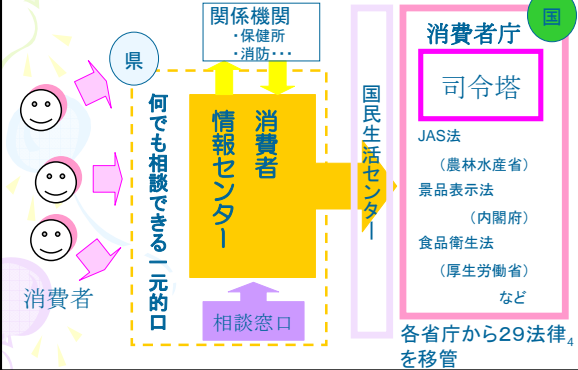 関係機関
・保健所
・消防・・・
県
国
消費者庁
司令塔
JAS法
(農林水産省)
景品表示法
(内閣府)
食品衛生法
(厚生労働省)
など
国民生活センター
消費者
情報センター
何でも相談できる一元的口
相談窓口
消費者
各省庁から29法律
を移管
4